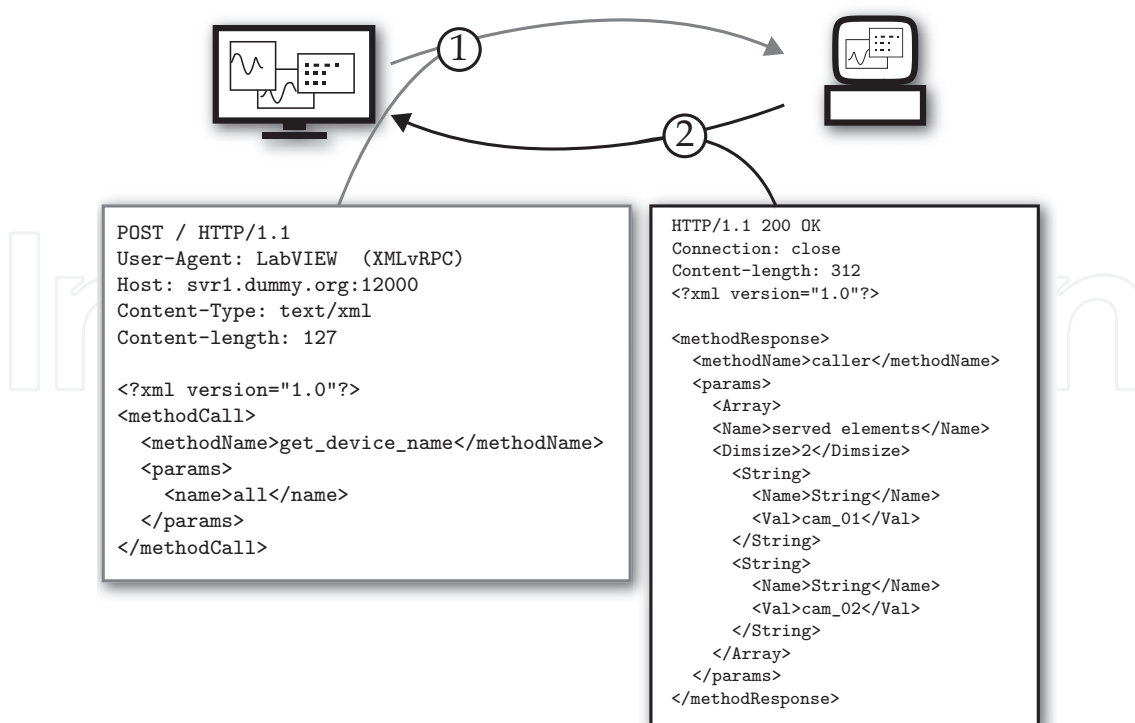 1
2
POST / HTTP/1.1
User-Agent: LabVIEW  (XMLvRPC)
Host: svr1.dummy.org:12000
Content-Type: text/xml
Content-length: 127

<?xml version="1.0"?>
<methodCall>
  <methodName>get_device_name</methodName>
  <params>
    <name>all</name>
  </params>
</methodCall>
HTTP/1.1 200 OK
Connection: close
Content-length: 312
<?xml version="1.0"?>

<methodResponse>
  <methodName>caller</methodName>
  <params>
    <Array>
    <Name>served elements</Name>
    <Dimsize>2</Dimsize>
      <String>
        <Name>String</Name>
        <Val>cam_01</Val>
      </String>
      <String>
        <Name>String</Name>
        <Val>cam_02</Val>
      </String>
    </Array>
  </params>
</methodResponse>